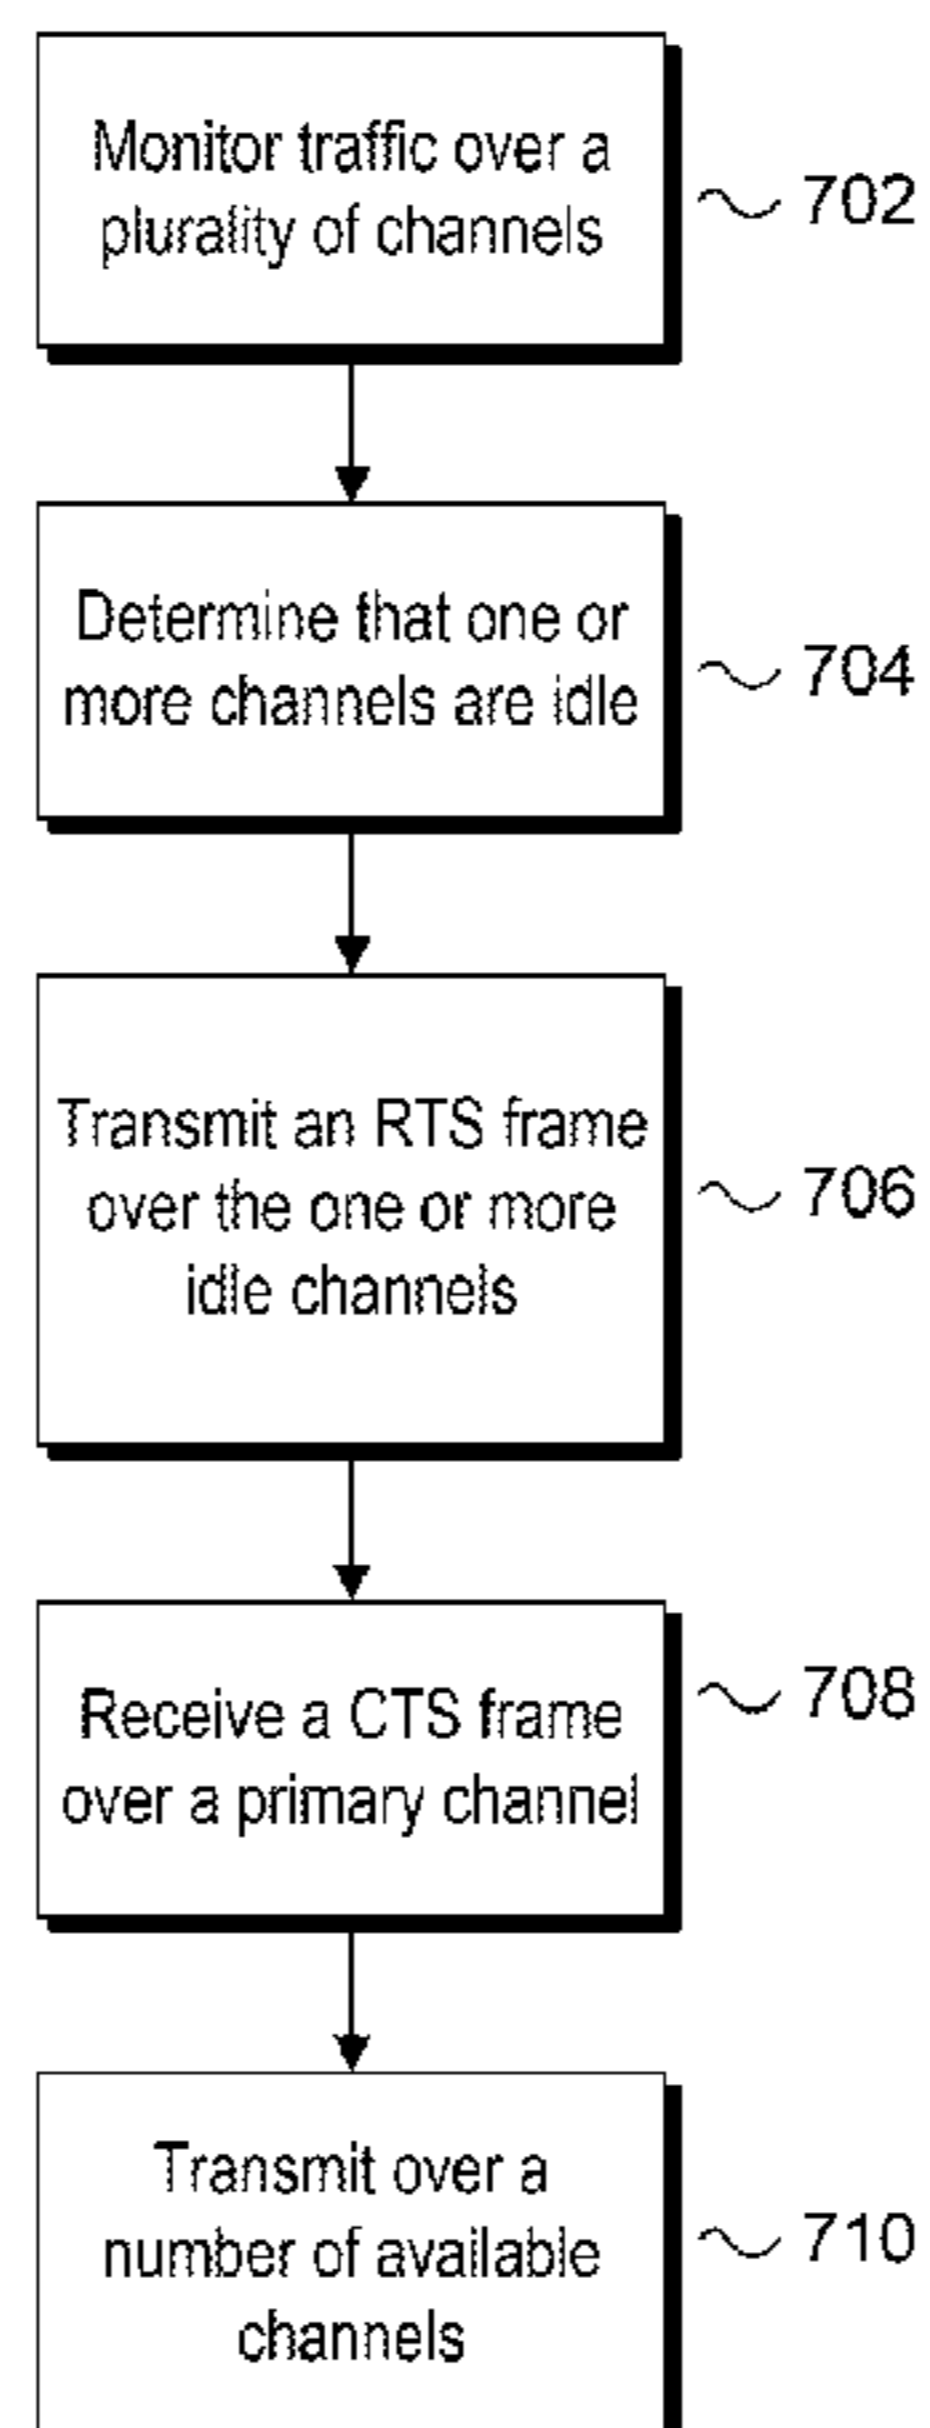 Monitor traffic over a
plurality of channels
702
Determine that one or
more channels are idle
704
Transmit an RTS frame
over the one or more
idle channels
706
Receive a CTS frame
over a primary channel
708
Transmit over a
number of available
channels
710